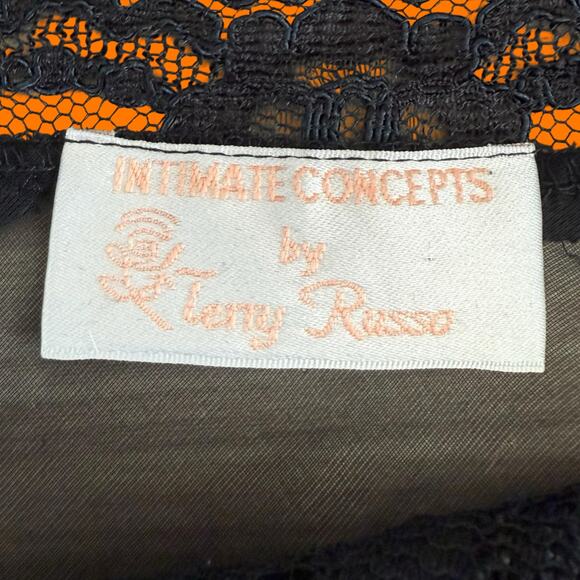 INTIMATE CONCEPTS
by
Terry Russo